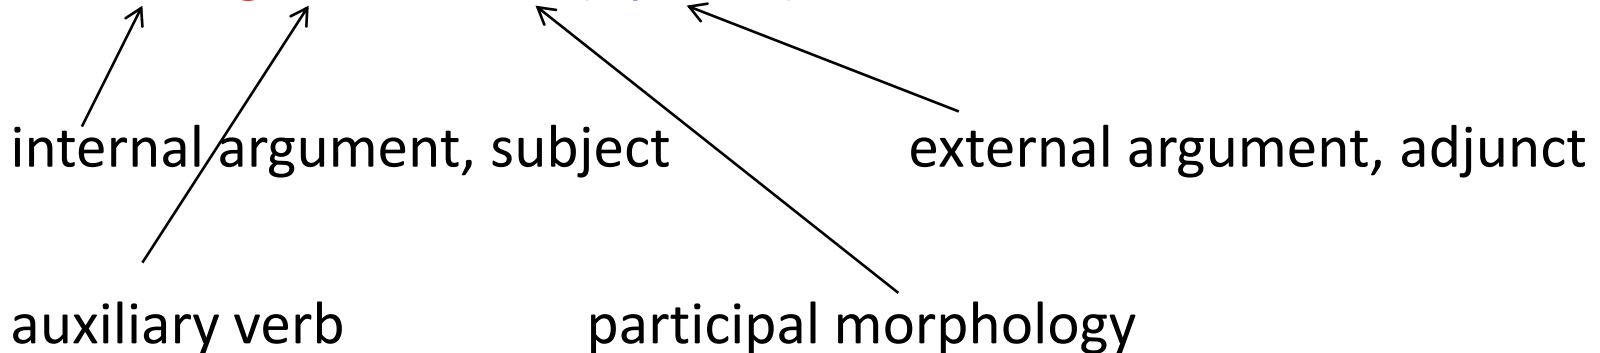 internal argument, subject external argument, adjunct
auxiliary verb participal morphology